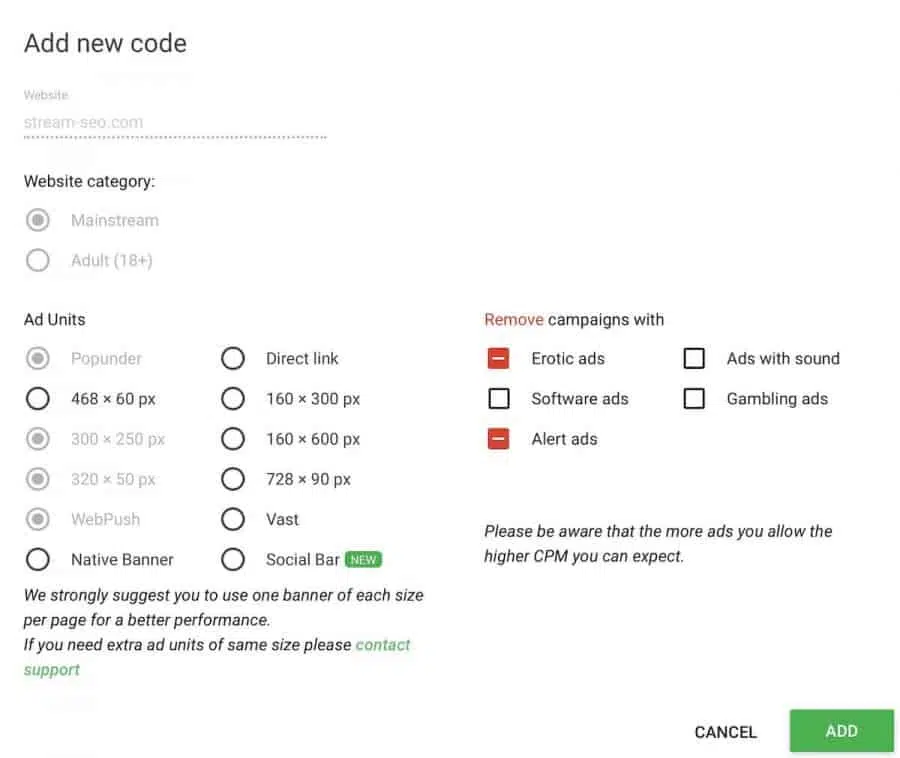 Add new code
Website
stream-seo.com
Website category:
Mainstream
Adult (18+)
Ad Units
Popunder
Direct link
468 × 60 px
160 × 300 px
300 × 250 px
160 × 600 px
320 × 50 px
728 × 90 px
WebPush
Vast
Native Banner
Social Bar NEW
We strongly suggest you to use one banner of each size
per page for a better performance.
If you need extra ad units of same size please contact
support
Remove campaigns with
Erotic ads
Ads with sound
Software ads
Gambling ads
Alert ads
Please be aware that the more ads you allow the
higher CPM you can expect.
CANCEL
ADD